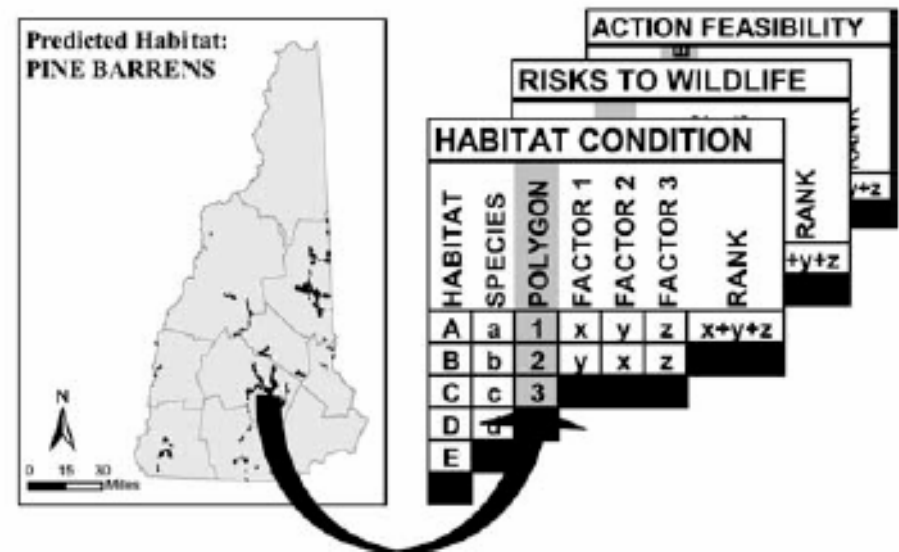 Predicted Habitat:
PINE BARRENS
N
0 15 30
Miles
ACTION FEASIBILITY
RANK
y+z
RISKS TO WILDLIFE
RANK
+y+z
HABITAT CONDITION
HABITAT SPECIES POLYGON FACTOR 1 FACTOR 2 FACTOR 3 RANK
A a 1 x y z x+y+z
B b 2 y x z
C c 3
D d
E